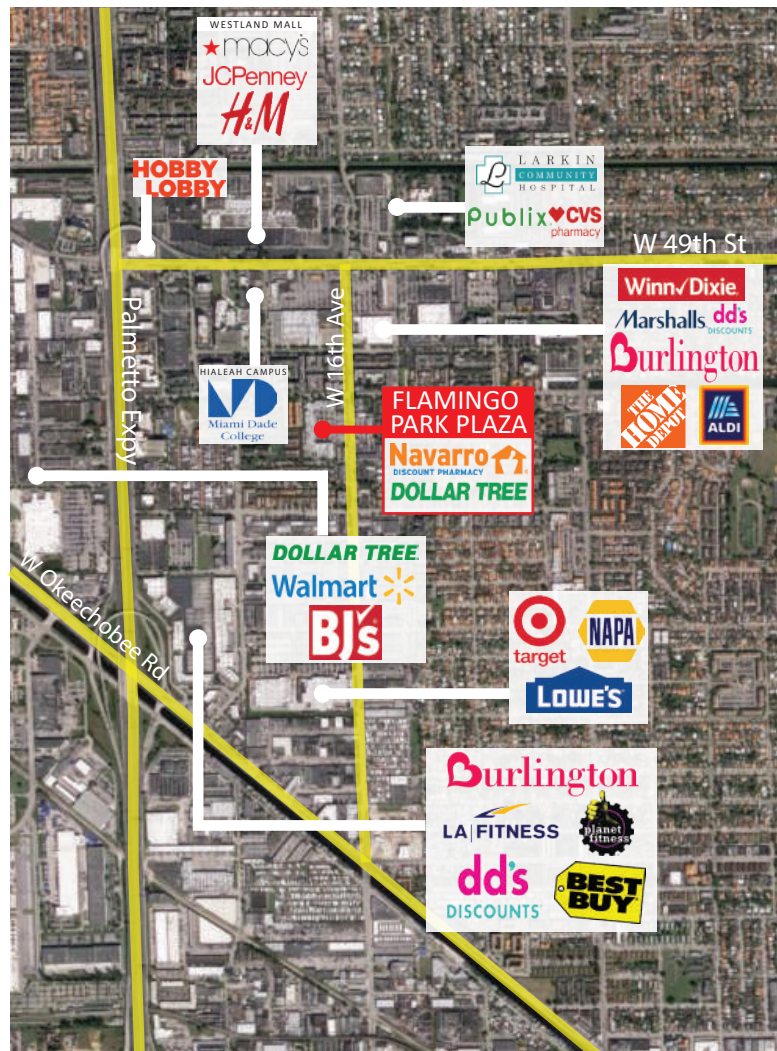 WESTLAND MALL
macy's
JCPenney
H&M
HOBBY
LOBBY
L
LARKIN
COMMUNITY
HOSPITAL
Publix
CVS
pharmacy
W 49th St
Palmetto Expy
W 16th Ave
Winn Dixie
Marshalls
dd's
DISCOUNTS
Burlington
THE
HOME
DEPOT
ALDI
HIALEAH CAMPUS
MD
Miami Dade
College
FLAMINGO
PARK PLAZA
Navarro
DISCOUNT PHARMACY
DOLLAR TREE
DOLLAR TREE
Walmart
BJ's
W Okeechobee Rd
target
NAPA
LOWE'S
Burlington
LA|FITNESS
planet
fitness
dd's
DISCOUNTS
BEST
BUY